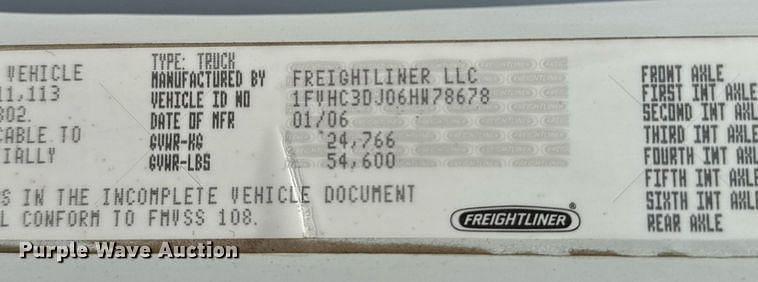 VEHICLE
11,113
302.
CABLE TO
IALLY
S IN THE INCOMPLETE VEHICLE DOCUMENT
L CONFORM TO FMVSS 108.
TYPE: TRUCK
MANUFACTURED BY FREIGHTLINER LLC
VEHICLE ID NO 1FVHC3DJ06HW78678
DATE OF MFR 01/06
GVWR-KG 24,766
GVWR-LBS 54,600
FREIGHTLINER®
FRONT AXLE
FIRST INT AXLE
SECOND INT AXLE
THIRD INT AXLE
FOURTH INT AXLE
FIFTH INT AXLE
SIXTH INT AXLE
REAR AXLE
Purple Wave Auction